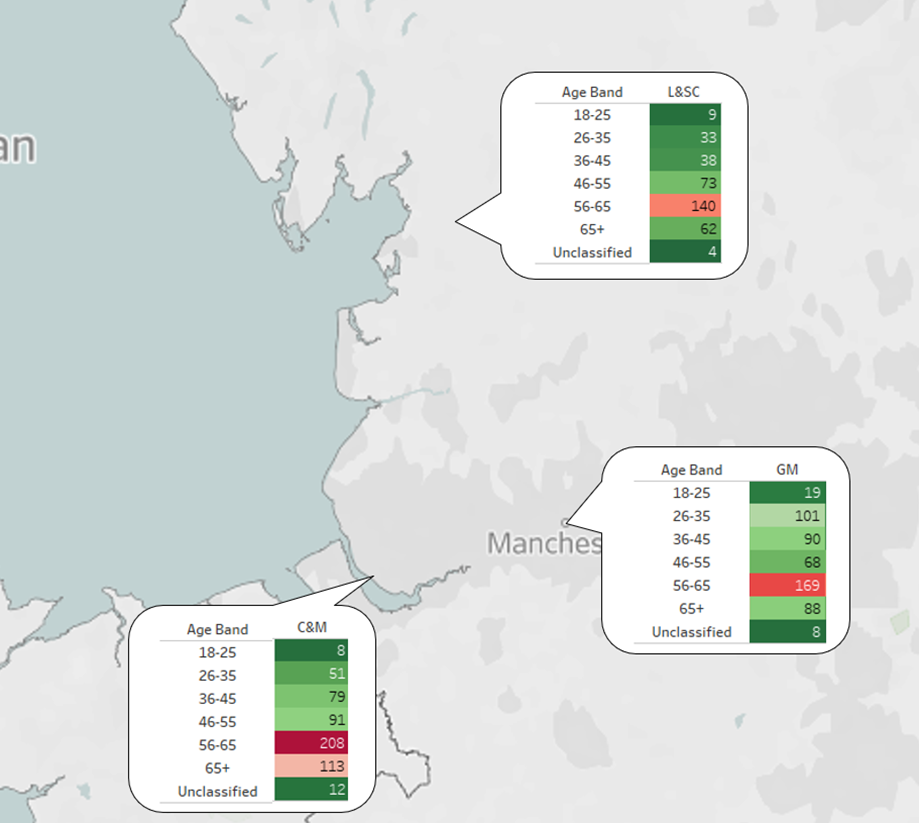 an
Age Band L&SC
18-25 9
26-35 33
36-45 38
46-55 73
56-65 140
65+ 62
Unclassified 4
Age Band GM
18-25 19
26-35 101
36-45 90
46-55 68
56-65 169
65+ 88
Unclassified 8
Manches
Age Band C&M
18-25 8
26-35 51
36-45 79
46-55 91
56-65 208
65+ 113
Unclassified 12